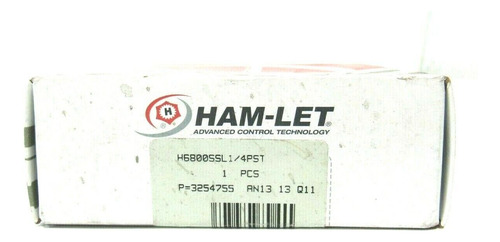 H
HAM-LET®
ADVANCED CONTROL TECHNOLOGY
H6800SSL1/4PST
1 PCS
P=3254755 AN13 13 Q11